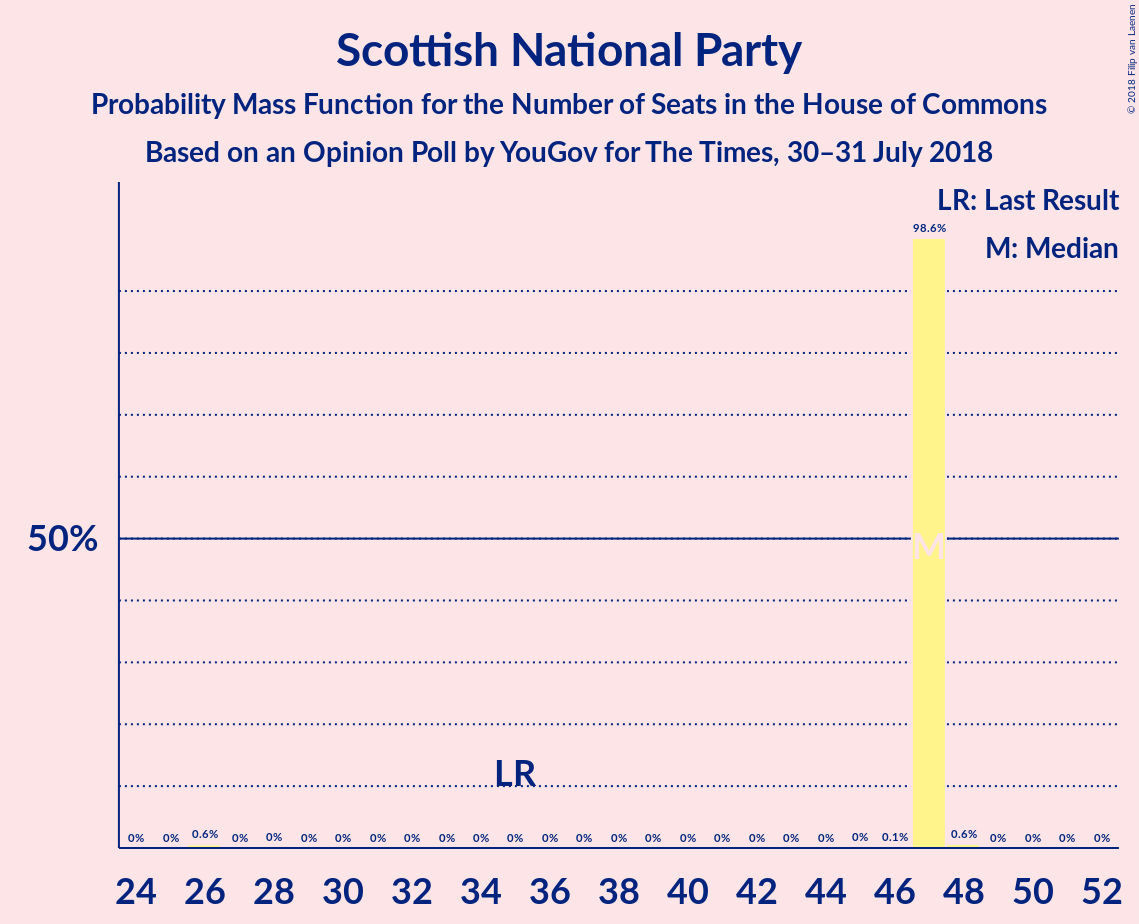 Scottish National Party
Probability Mass Function for the Number of Seats in the House of Commons
Based on an Opinion Poll by YouGov for The Times, 30–31 July 2018
© 2018 Filip van Laenen
LR: Last Result
M: Median
98.6%
50%
M
LR
0% 0% 0.6% 0% 0% 0% 0% 0% 0% 0% 0% 0% 0% 0% 0% 0% 0% 0% 0% 0% 0% 0% 0.1% 0.6% 0% 0% 0% 0%
24 26 28 30 32 34 36 38 40 42 44 46 48 50 52